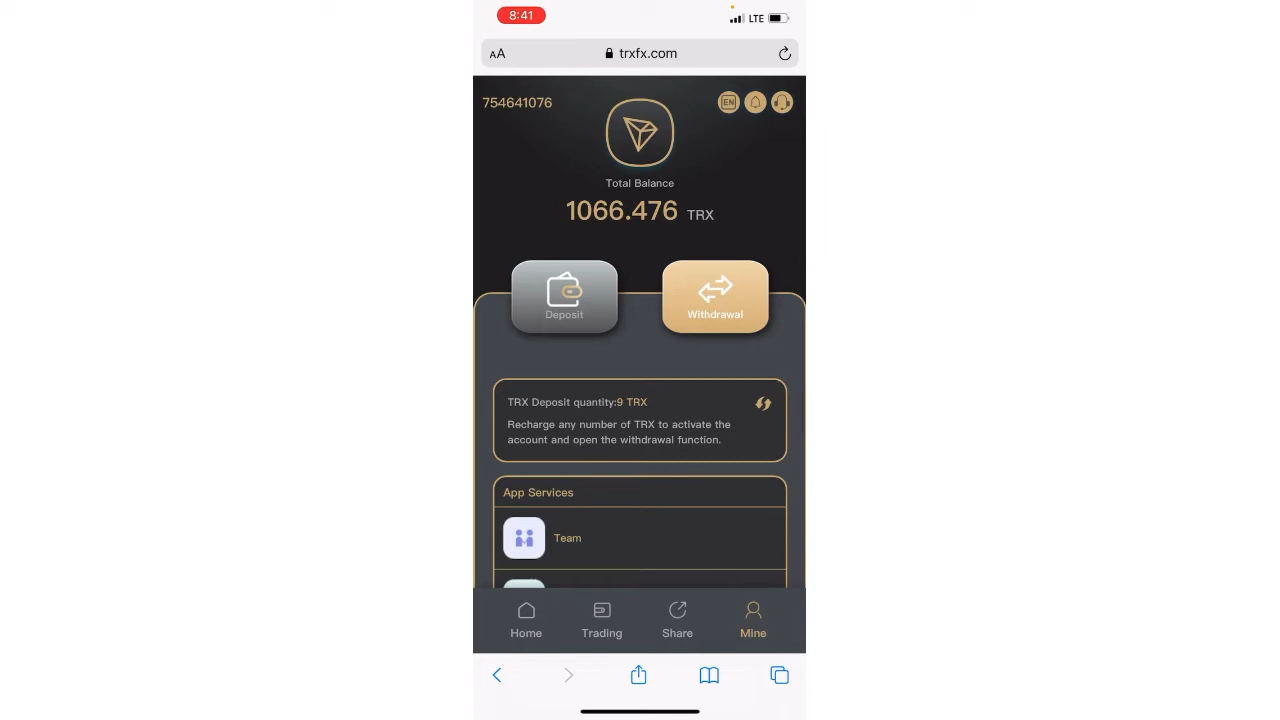 8:41
LTE
AA
trxfx.com
754641076
EN
Total Balance
1066.476 TRX
Deposit
Withdrawal
TRX Deposit quantity:9 TRX
Recharge any number of TRX to activate the
account and open the withdrawal function.
App Services
Team
Home
Trading
Share
Mine